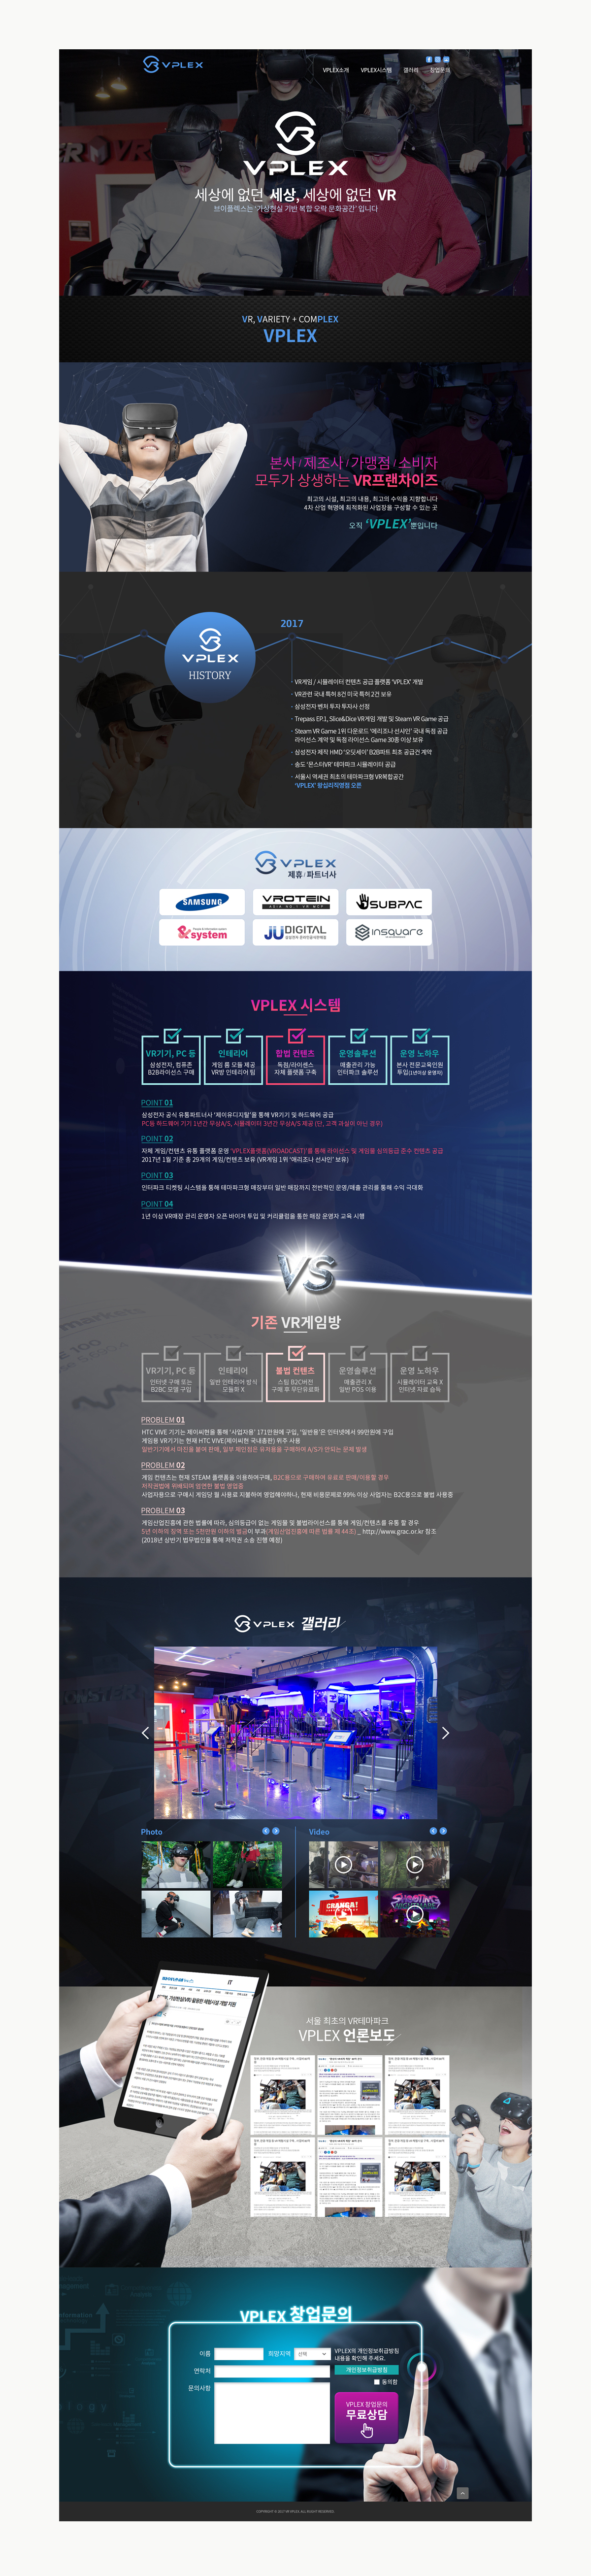 VPLEX
VPLEX소개 VPLEX시스템 갤러리 창업문의
VPLEX
세상에 없던 세상, 세상에 없던 VR
브이플렉스는 '가상현실 기반 복합 오락 문화공간' 입니다
VR, VARIETY + COMPLEX
VPLEX
본사 / 제조사 / 가맹점 / 소비자
모두가 상생하는 VR프랜차이즈
최고의 시설, 최고의 내용, 최고의 수익을 지향합니다
4차 산업 혁명에 최적화된 사업장을 구성할 수 있는 곳
오직 'VPLEX'뿐입니다
VPLEX
HISTORY
2017
· VR게임 / 시뮬레이터 컨텐츠 공급 플랫폼 'VPLEX' 개발
· VR관련 국내 특허 8건 미국 특허 2건 보유
· 삼성전자 벤처 투자 투자사 선정
· Trepass EP.1, Slice&Dice VR게임 개발 및 Steam VR Game 공급
· Steam VR Game 1위 다운로드 '애리조나 선샤인' 국내 독점 공급
라이선스 계약 및 독점 라이선스 Game 30종 이상 보유
· 삼성전자 제작 HMD '오딧세이' B2B파트 최초 공급건 계약
· 송도 '몬스터VR' 테마파크 시뮬레이터 공급
· 서울시 역세권 최초의 테마파크형 VR복합공간
'VPLEX' 왕십리직영점 오픈
VPLEX
제휴 / 파트너사
SAMSUNG
VROTEIN
ASIA NO.1 VR MCP
SUBPAC
system
JU DIGITAL
삼성전자 온라인공식판매점
insquare
VPLEX 시스템
VR기기, PC 등
삼성전자, 컴퓨존
B2B라이선스 구매
인테리어
게임 룸 모듈 제공
VR방 인테리어 팀
합법 컨텐츠
독점/라이센스
자체 플랫폼 구축
운영솔루션
매출관리 가능
인터파크 솔루션
운영 노하우
본사 전문교육인원
투입(1년이상 운영자)
POINT 01
삼성전자 공식 유통파트너사 '제이유디지탈'을 통해 VR기기 및 하드웨어 공급
PC등 하드웨어 기기 1년간 무상A/S, 시뮬레이터 3년간 무상A/S 제공 (단, 고객 과실이 아닌 경우)
POINT 02
자체 게임/컨텐츠 유통 플랫폼 운영 'VPLEX플랫폼(VROADCAST)'를 통해 라이선스 및 게임물 심의등급 준수 컨텐츠 공급
2017년 1월 기준 총 29개의 게임/컨텐츠 보유 (VR게임 1위 '애리조나 선샤인' 보유)
POINT 03
인터파크 티켓팅 시스템을 통해 테마파크형 매장부터 일반 매장까지 전반적인 운영/매출 관리를 통해 수익 극대화
POINT 04
1년 이상 VR매장 관리 운영자 오픈 바이저 투입 및 커리큘럼을 통한 매장 운영자 교육 시행
VS
기존 VR게임방
VR기기, PC 등
인터넷 구매 또는
B2BC 모델 구입
인테리어
일반 인테리어 방식
모듈화 X
불법 컨텐츠
스팀 B2C버전
구매 후 무단유료화
운영솔루션
매출관리 X
일반 POS 이용
운영 노하우
시뮬레이터 교육 X
인터넷 자료 습득
PROBLEM 01
HTC VIVE 기기는 제이씨현을 통해 '사업자용' 171만원에 구입, '일반용'은 인터넷에서 99만원에 구입
게임용 VR기기는 현재 HTC VIVE(제이씨현 국내총판) 위주 사용
일반기기에서 마진을 붙여 판매, 일부 체인점은 유저용을 구매하여 A/S가 안되는 문제 발생
PROBLEM 02
게임 컨텐츠는 현재 STEAM 플랫폼을 이용하여구매, B2C용으로 구매하여 유료로 판매/이용할 경우
저작권법에 위배되며 엄연한 불법 영업중
사업자용으로 구매시 게임당 월 사용료 지불하여 영업해야하나, 현재 비용문제로 99% 이상 사업자는 B2C용으로 불법 사용중
PROBLEM 03
게임산업진흥에 관한 법률에 따라, 심의등급이 없는 게임물 및 불법라이선스를 통해 게임/컨텐츠를 유통 할 경우
5년 이하의 징역 또는 5천만원 이하의 벌금이 부과(게임산업진흥에 따른 법률 제 44조) _ http://www.grac.or.kr 참조
(2018년 상반기 법무법인을 통해 저작권 소송 진행 예정)
VPLEX 갤러리
Photo
Video
GRANGA!
SHOOTING
NIGHTMARE
서울 최초의 VR테마파크
VPLEX 언론보도
VPLEX 창업문의
이름
희망지역
선택
연락처
문의사항
VPLEX의 개인정보취급방침
내용을 확인해 주세요.
개인정보취급방침
동의함
VPLEX 창업문의
무료상담
COPYRIGHT © 2017 VR VPLEX. ALL RIGHT RESERVED.